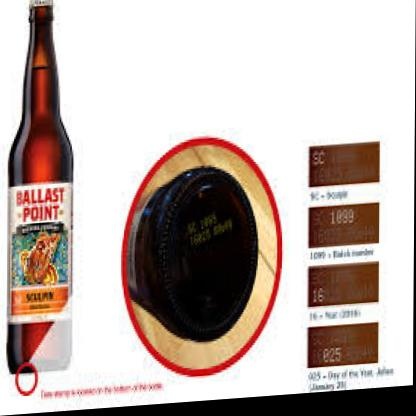 BALLAST
POINT
SCULPIN
Date stamp is located on the bottom of the bottle.
SC 1099
16025
SC
SC = Sculpin
1099
1099 = Batch number
16
16 = Year (2016)
025
025 = Day of the Year, Julian
(January 25)